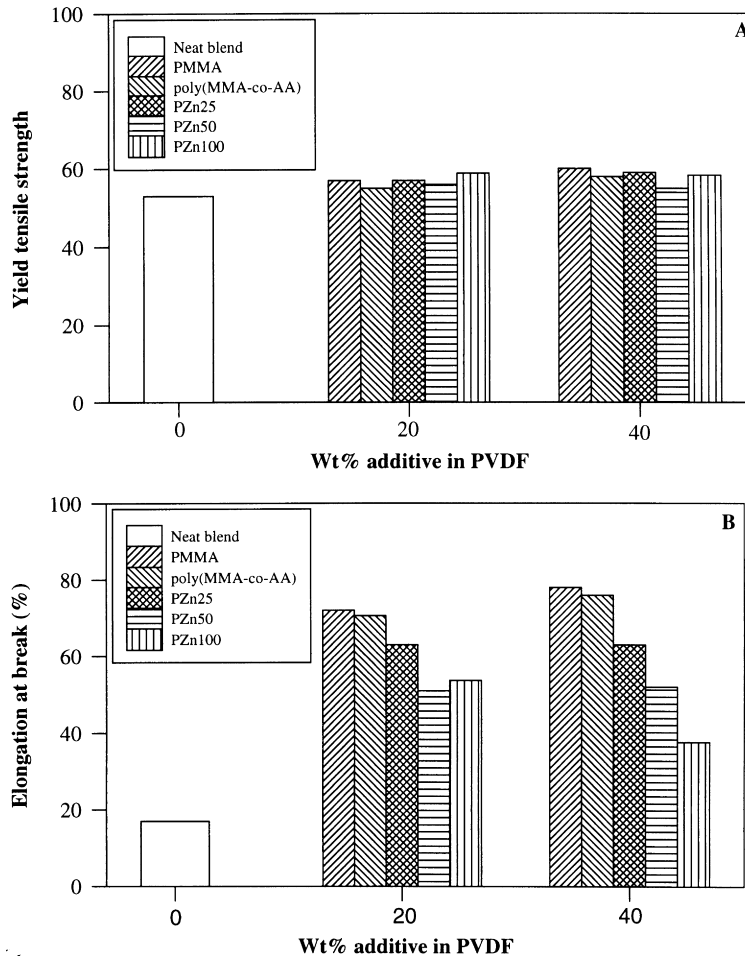 100
80
60
40
20
0
Yield tensile strength
A
Neat blend
PMMA
poly(MMA-co-AA)
PZn25
PZn50
PZn100
0
20
40
Wt% additive in PVDF
100
80
60
40
20
0
Elongation at break (%)
B
Neat blend
PMMA
poly(MMA-co-AA)
PZn25
PZn50
PZn100
0
20
40
Wt% additive in PVDF